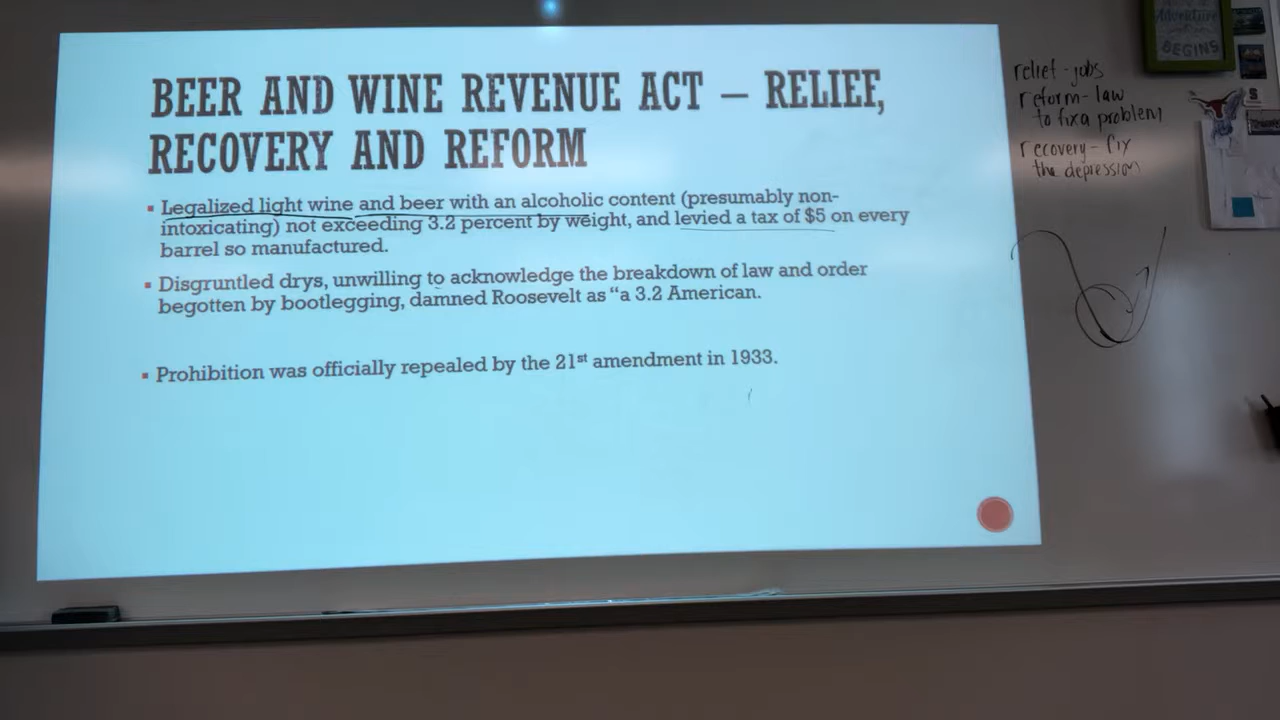 BEER AND WINE REVENUE ACT – RELIEF,
RECOVERY AND REFORM
▪ Legalized light wine and beer with an alcoholic content (presumably non-
intoxicating) not exceeding 3.2 percent by weight, and levied a tax of $5 on every
barrel so manufactured.
▪ Disgruntled drys, unwilling to acknowledge the breakdown of law and order
begotten by bootlegging, damned Roosevelt as “a 3.2 American.
▪ Prohibition was officially repealed by the 21st amendment in 1933.
relief - jobs
reform - law
to fix a problem
recovery - fix
the depression
Adventure
BEGINS